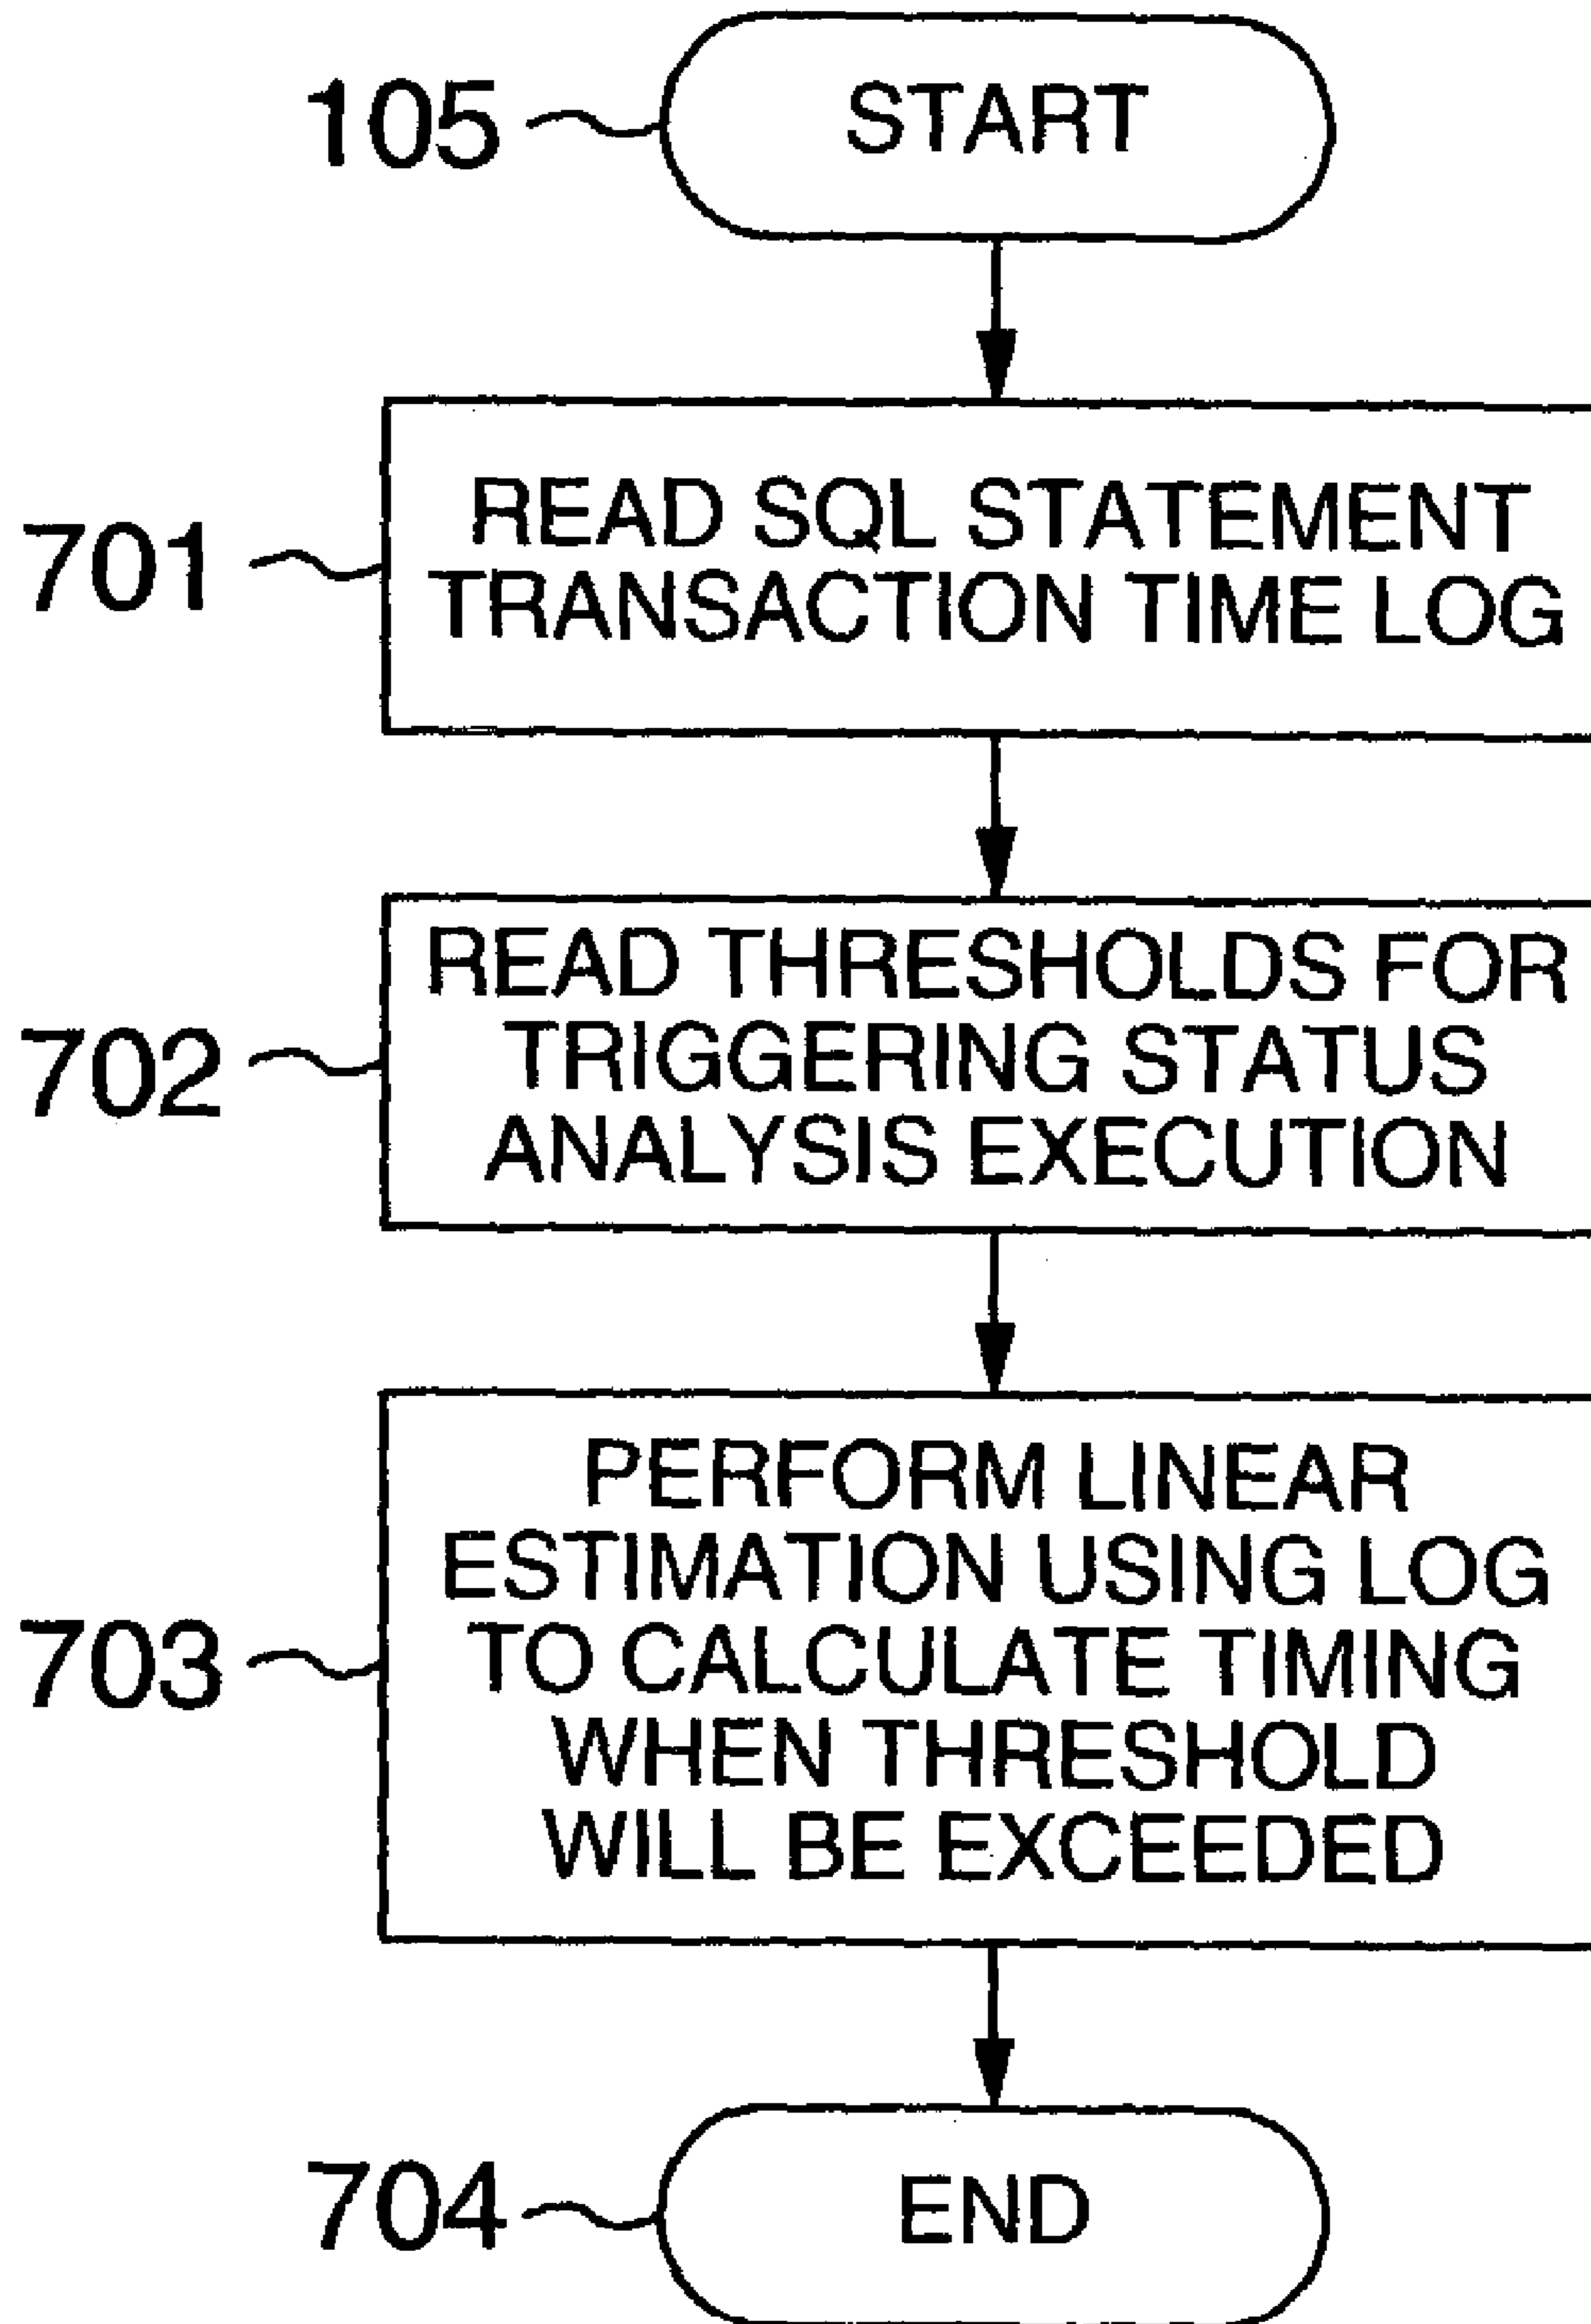 105 START
701 READ SQL STATEMENT
TRANSACTION TIME LOG
702 READ THRESHOLDS FOR
TRIGGERING STATUS
ANALYSIS EXECUTION
703 PERFORM LINEAR
ESTIMATION USING LOG
TO CALCULATE TIMING
WHEN THRESHOLD
WILL BE EXCEEDED
704 END